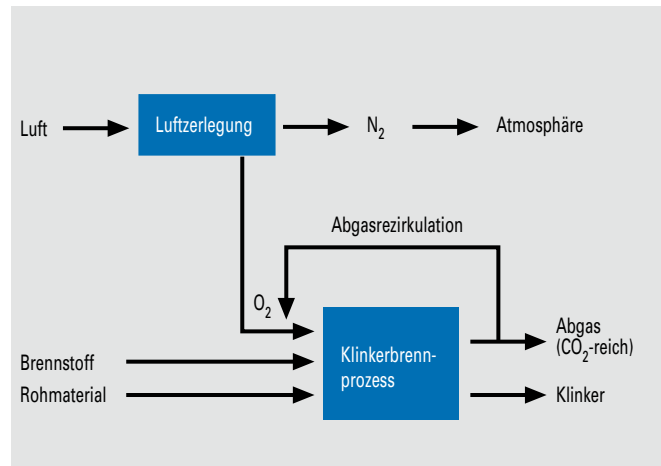 Luft
Luftzerlegung
N₂
Atmosphäre
Abgasrezirkulation
O₂
Brennstoff
Rohmaterial
Klinkerbrenn-
prozess
Abgas
(CO₂-reich)
Klinker